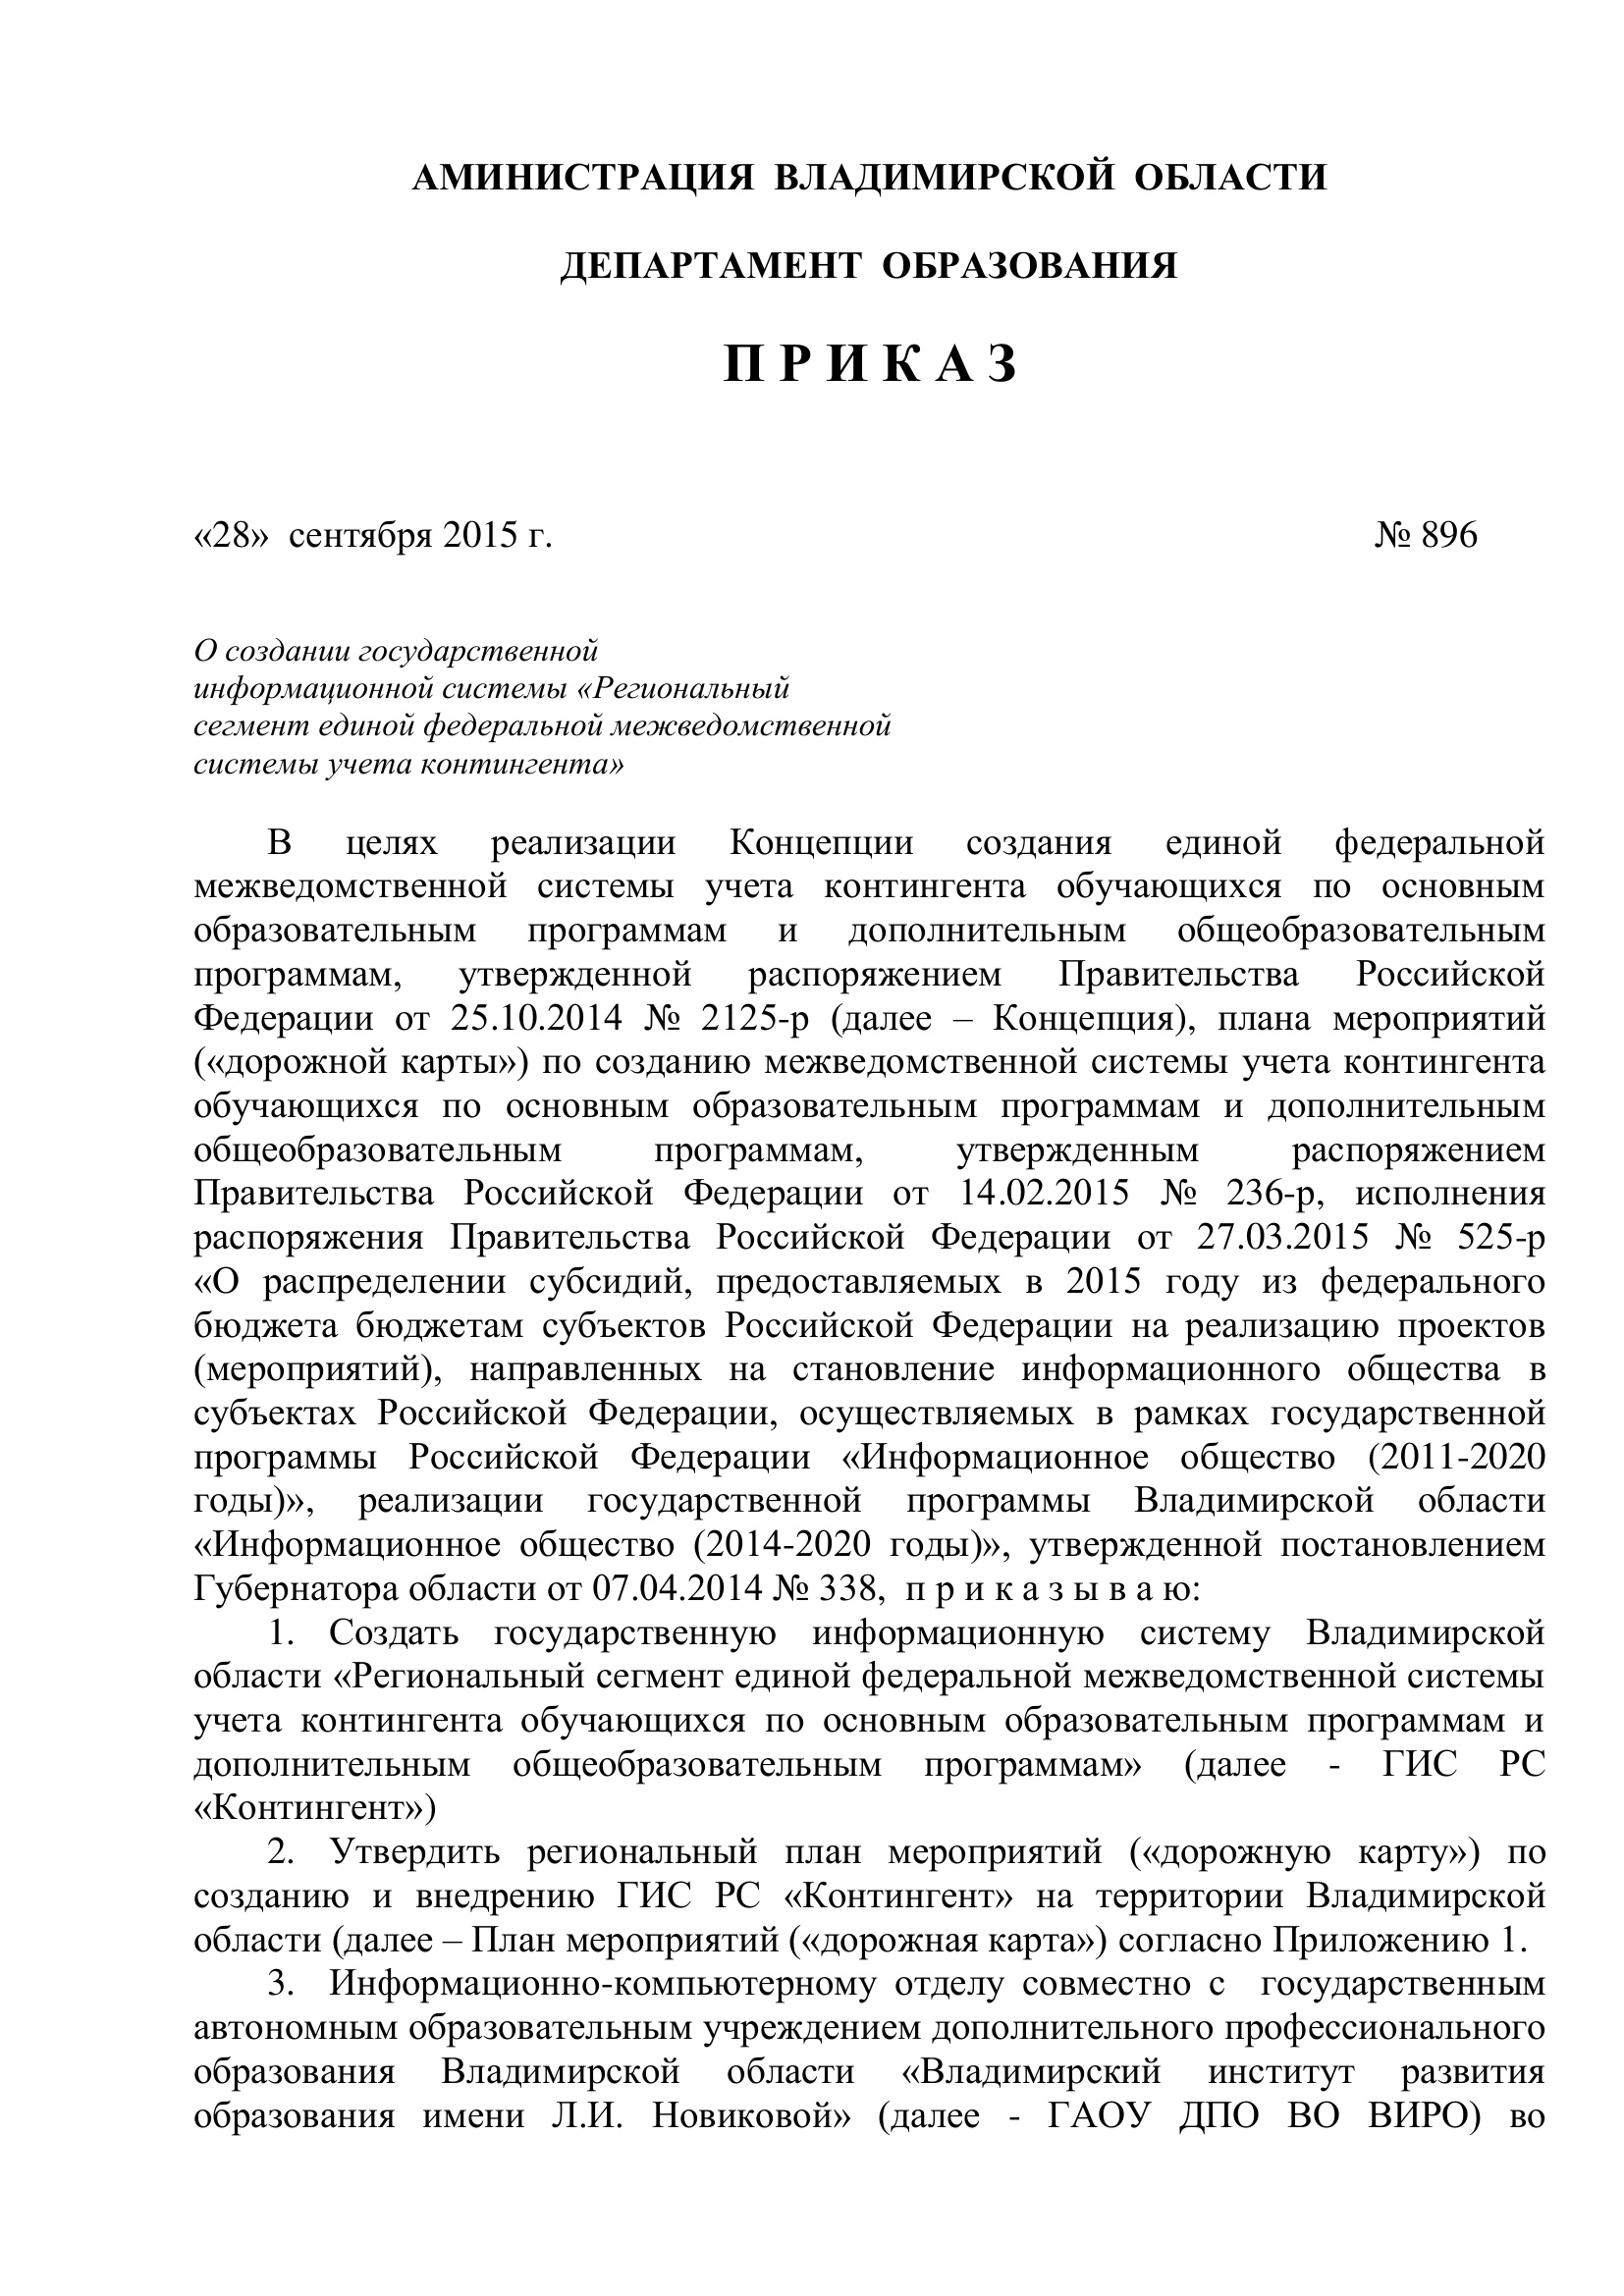 АМИНИСТРАЦИЯ ВЛАДИМИРСКОЙ ОБЛАСТИ
ДЕПАРТАМЕНТ ОБРАЗОВАНИЯ
П Р И К А З
«28» сентября 2015 г. № 896
О создании государственной
информационной системы «Региональный
сегмент единой федеральной межведомственной
системы учета контингента»
В целях реализации Концепции создания единой федеральной
межведомственной системы учета контингента обучающихся по основным
образовательным программам и дополнительным общеобразовательным
программам, утвержденной распоряжением Правительства Российской
Федерации от 25.10.2014 № 2125-р (далее – Концепция), плана мероприятий
(«дорожной карты») по созданию межведомственной системы учета контингента
обучающихся по основным образовательным программам и дополнительным
общеобразовательным программам, утвержденным распоряжением
Правительства Российской Федерации от 14.02.2015 № 236-р, исполнения
распоряжения Правительства Российской Федерации от 27.03.2015 № 525-р
«О распределении субсидий, предоставляемых в 2015 году из федерального
бюджета бюджетам субъектов Российской Федерации на реализацию проектов
(мероприятий), направленных на становление информационного общества в
субъектах Российской Федерации, осуществляемых в рамках государственной
программы Российской Федерации «Информационное общество (2011-2020
годы)», реализации государственной программы Владимирской области
«Информационное общество (2014-2020 годы)», утвержденной постановлением
Губернатора области от 07.04.2014 № 338, п р и к а з ы в а ю:
1. Создать государственную информационную систему Владимирской
области «Региональный сегмент единой федеральной межведомственной системы
учета контингента обучающихся по основным образовательным программам и
дополнительным общеобразовательным программам» (далее - ГИС РС
«Контингент»)
2. Утвердить региональный план мероприятий («дорожную карту») по
созданию и внедрению ГИС РС «Контингент» на территории Владимирской
области (далее – План мероприятий («дорожная карта») согласно Приложению 1.
3. Информационно-компьютерному отделу совместно с государственным
автономным образовательным учреждением дополнительного профессионального
образования Владимирской области «Владимирский институт развития
образования имени Л.И. Новиковой» (далее - ГАОУ ДПО ВО ВИРО) во